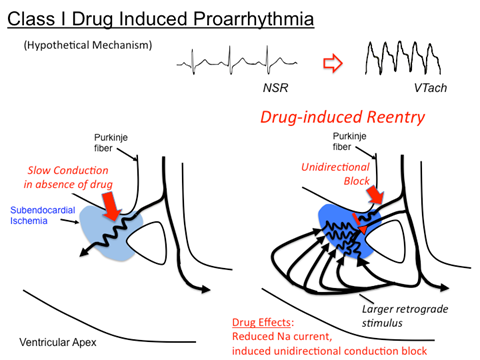 Class I Drug Induced Proarrhythmia
(Hypothetical Mechanism)
NSR
VTach
Drug-induced Reentry
Purkinje
fiber
Slow Conduction
in absence of drug
Subendocardial
Ischemia
Ventricular Apex
Purkinje
fiber
Unidirectional
Block
Larger retrograde
stimulus
Drug Effects:
Reduced Na current,
induced unidirectional conduction block